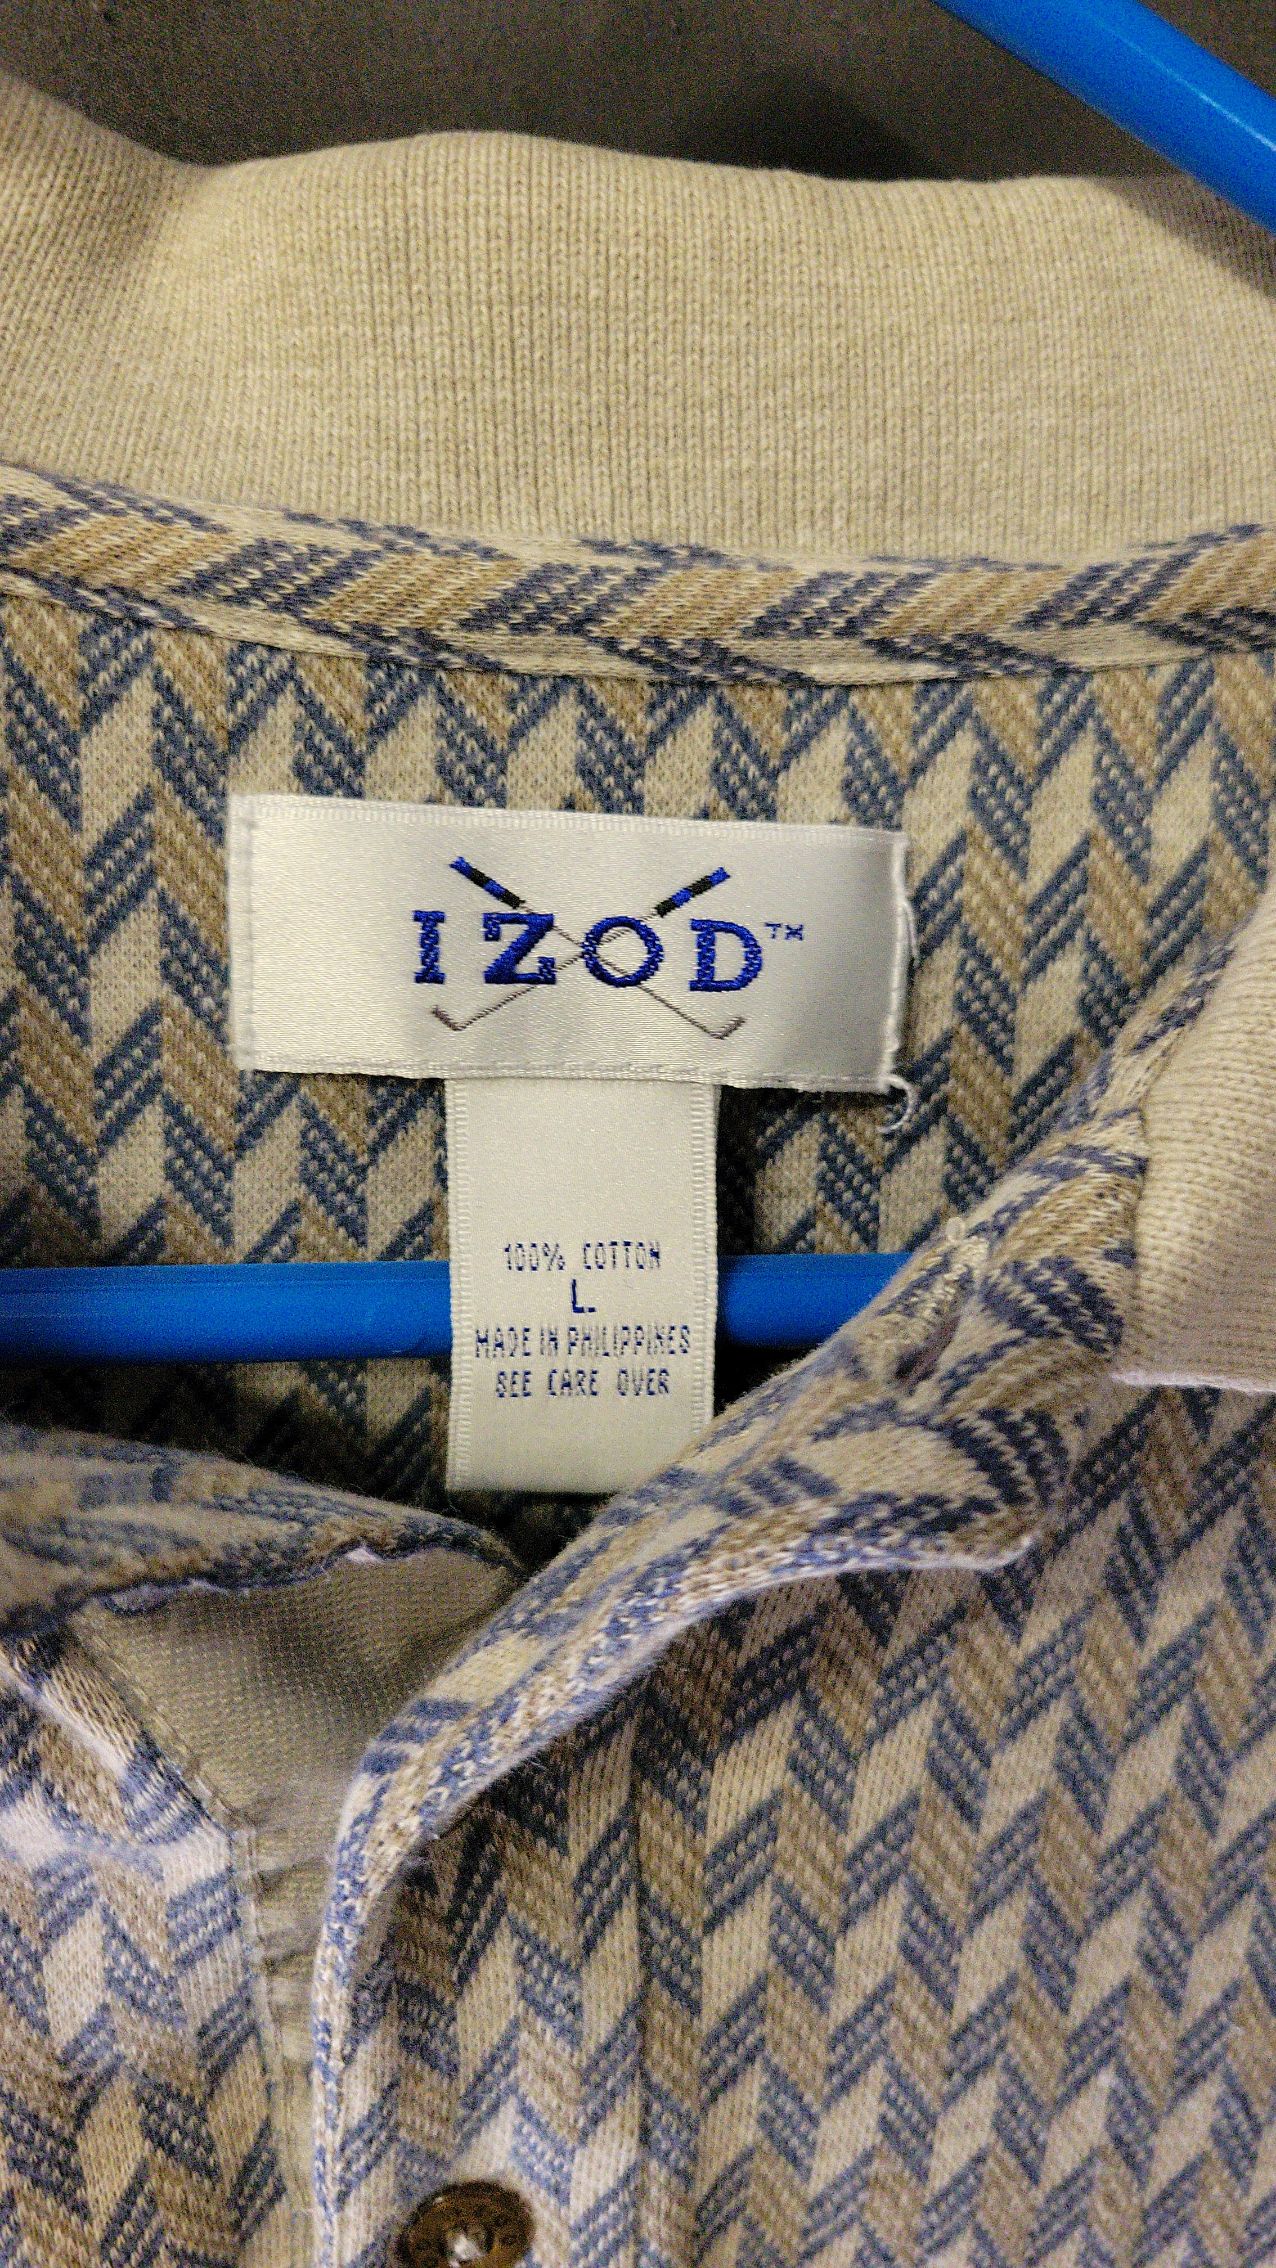 IZOD™
100% COTTON
L.
MADE IN PHILIPPINES
SEE CARE OVER